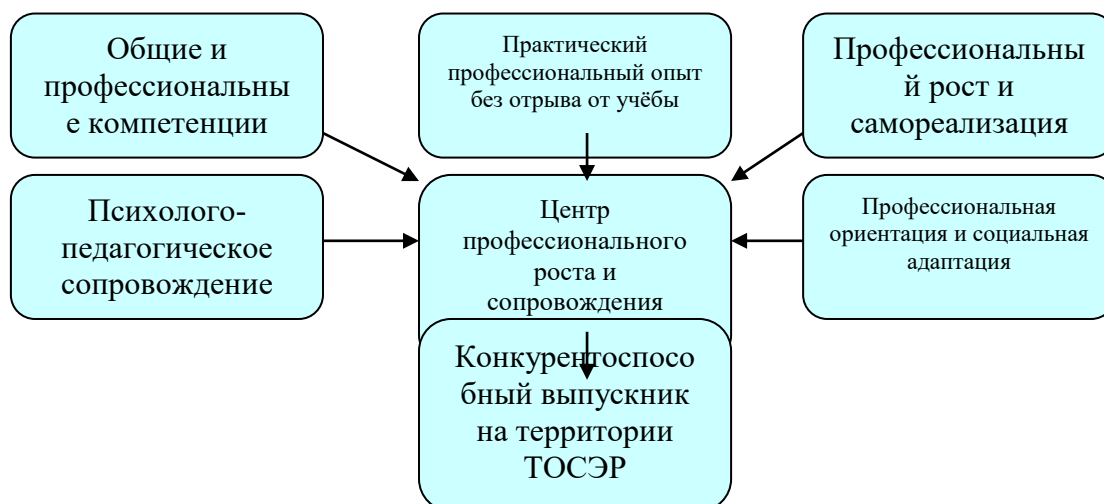 Общие и
профессиональны
е компетенции
Практический
профессиональный опыт
без отрыва от учёбы
Профессиональны
й рост и
самореализация
Психолого-
педагогическое
сопровождение
Центр
профессионального
роста и
сопровождения
Профессиональная
ориентация и социальная
адаптация
Конкурентоспосо
бный выпускник
на территории
ТОСЭР